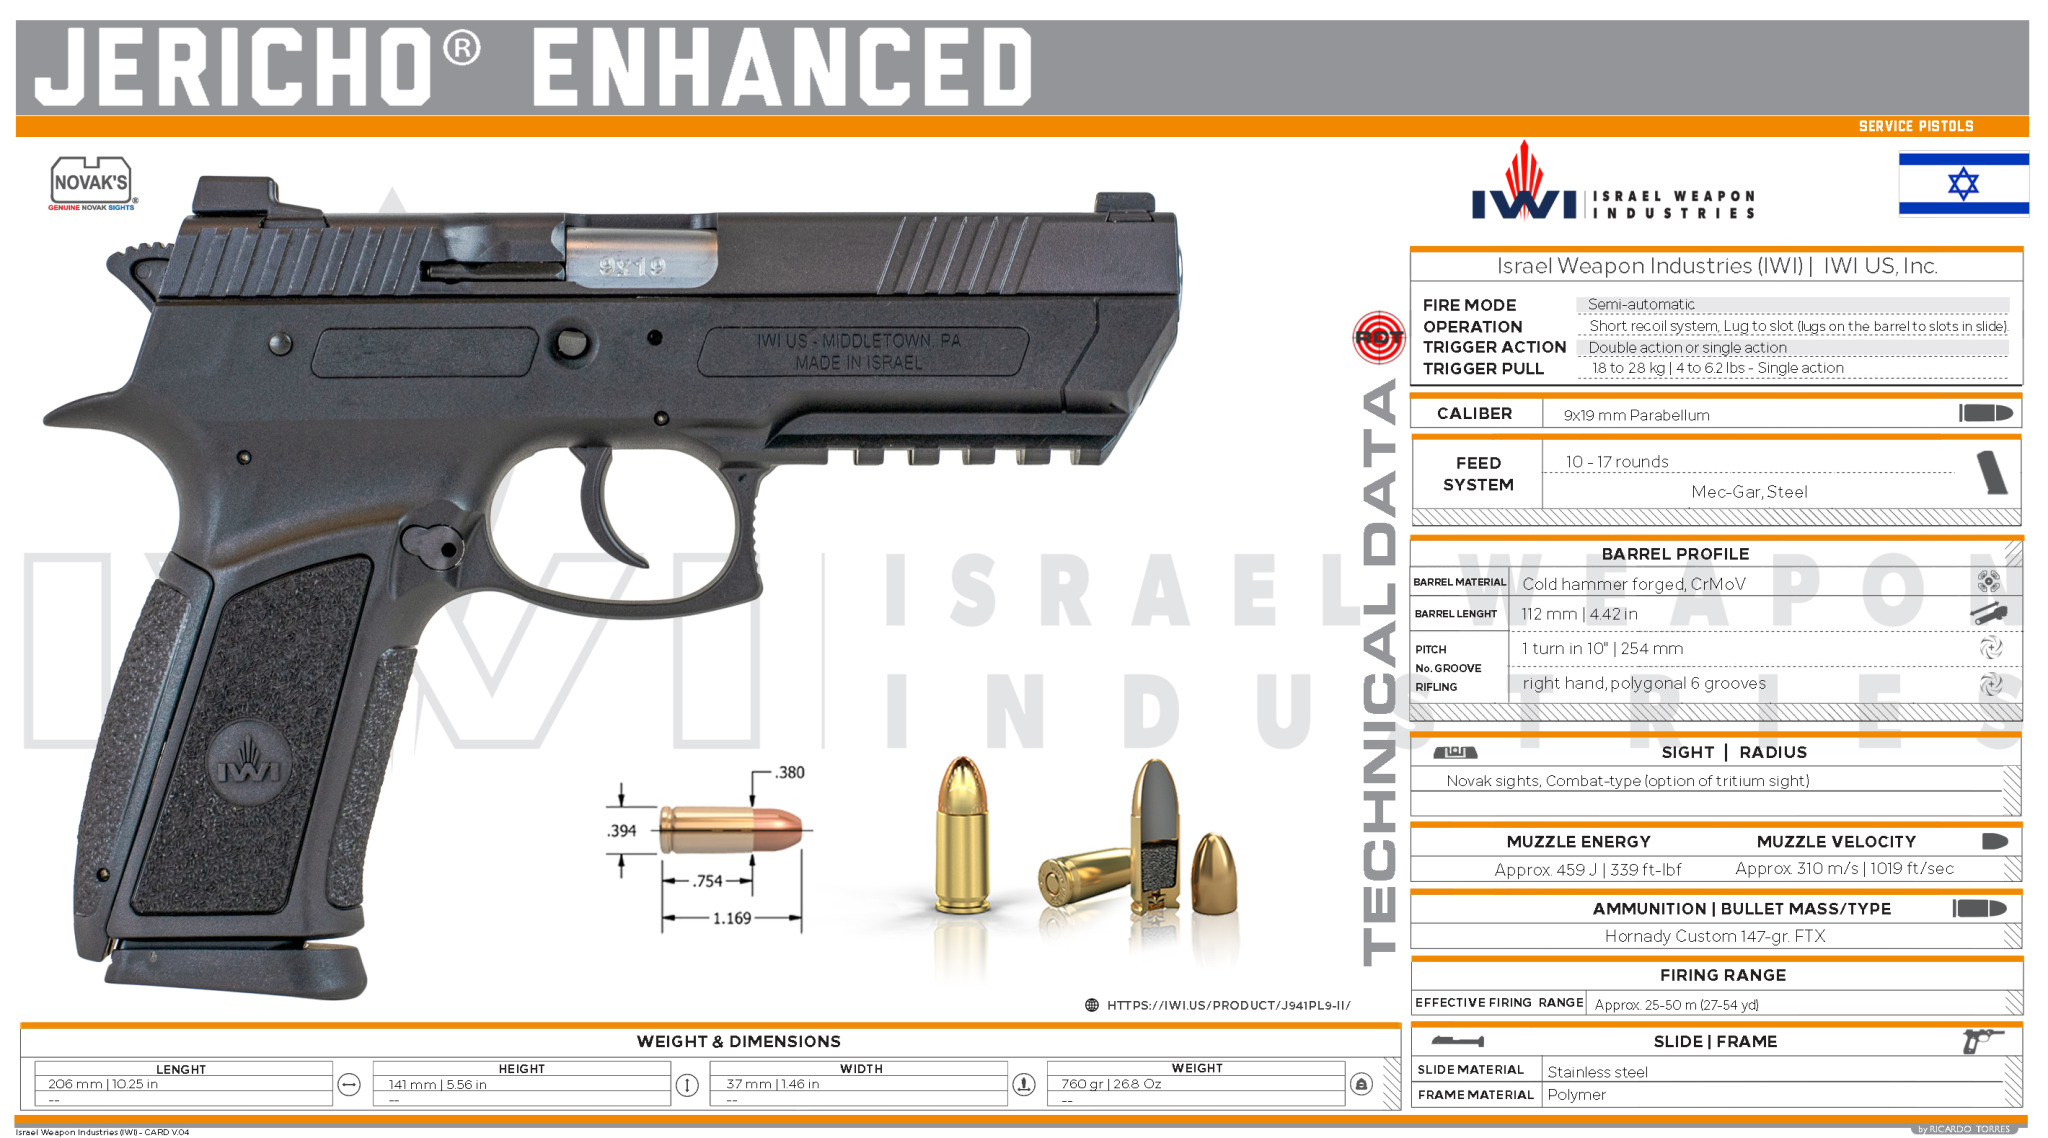 JERICHO® ENHANCED
SERVICE PISTOLS
NOVAK'S®
GENUINE NOVAK SIGHTS
IWI | ISRAEL WEAPON
INDUSTRIES
9x19
IWI US - MIDDLETOWN, PA
MADE IN ISRAEL
IWI
ISRAEL WEAPON
INDUSTRIES
RDT
TECHNICAL DATA
Israel Weapon Industries (IWI) | IWI US, Inc.
FIRE MODE Semi-automatic
OPERATION Short recoil system, Lug to slot (lugs on the barrel to slots in slide).
TRIGGER ACTION Double action or single action
TRIGGER PULL 1.8 to 2.8 kg | 4 to 6.2 lbs - Single action
CALIBER 9x19 mm Parabellum
FEED SYSTEM 10 - 17 rounds
Mec-Gar, Steel
BARREL PROFILE
BARREL MATERIAL Cold hammer forged, CrMoV
BARREL LENGHT 112 mm | 4.42 in
PITCH 1 turn in 10" | 254 mm
No. GROOVE
RIFLING right hand, polygonal 6 grooves
SIGHT | RADIUS
Novak sights, Combat-type (option of tritium sight)
MUZZLE ENERGY MUZZLE VELOCITY
Approx. 459 J | 339 ft-lbf Approx. 310 m/s | 1019 ft/sec
AMMUNITION | BULLET MASS/TYPE
Hornady Custom 147-gr. FTX
FIRING RANGE
EFFECTIVE FIRING RANGE Approx. 25-50 m (27-54 yd)
SLIDE | FRAME
SLIDE MATERIAL Stainless steel
FRAME MATERIAL Polymer
IWI
.380
.394
.754
1.169
HTTPS://IWI.US/PRODUCT/J941PL9-II/
WEIGHT & DIMENSIONS
LENGHT HEIGHT WIDTH WEIGHT
206 mm | 10.25 in 141 mm | 5.56 in 37 mm | 1.46 in 760 gr | 26.8 Oz
-- -- -- --
Israel Weapon Industries (IWI) - CARD V.04
by RICARDO TORRES